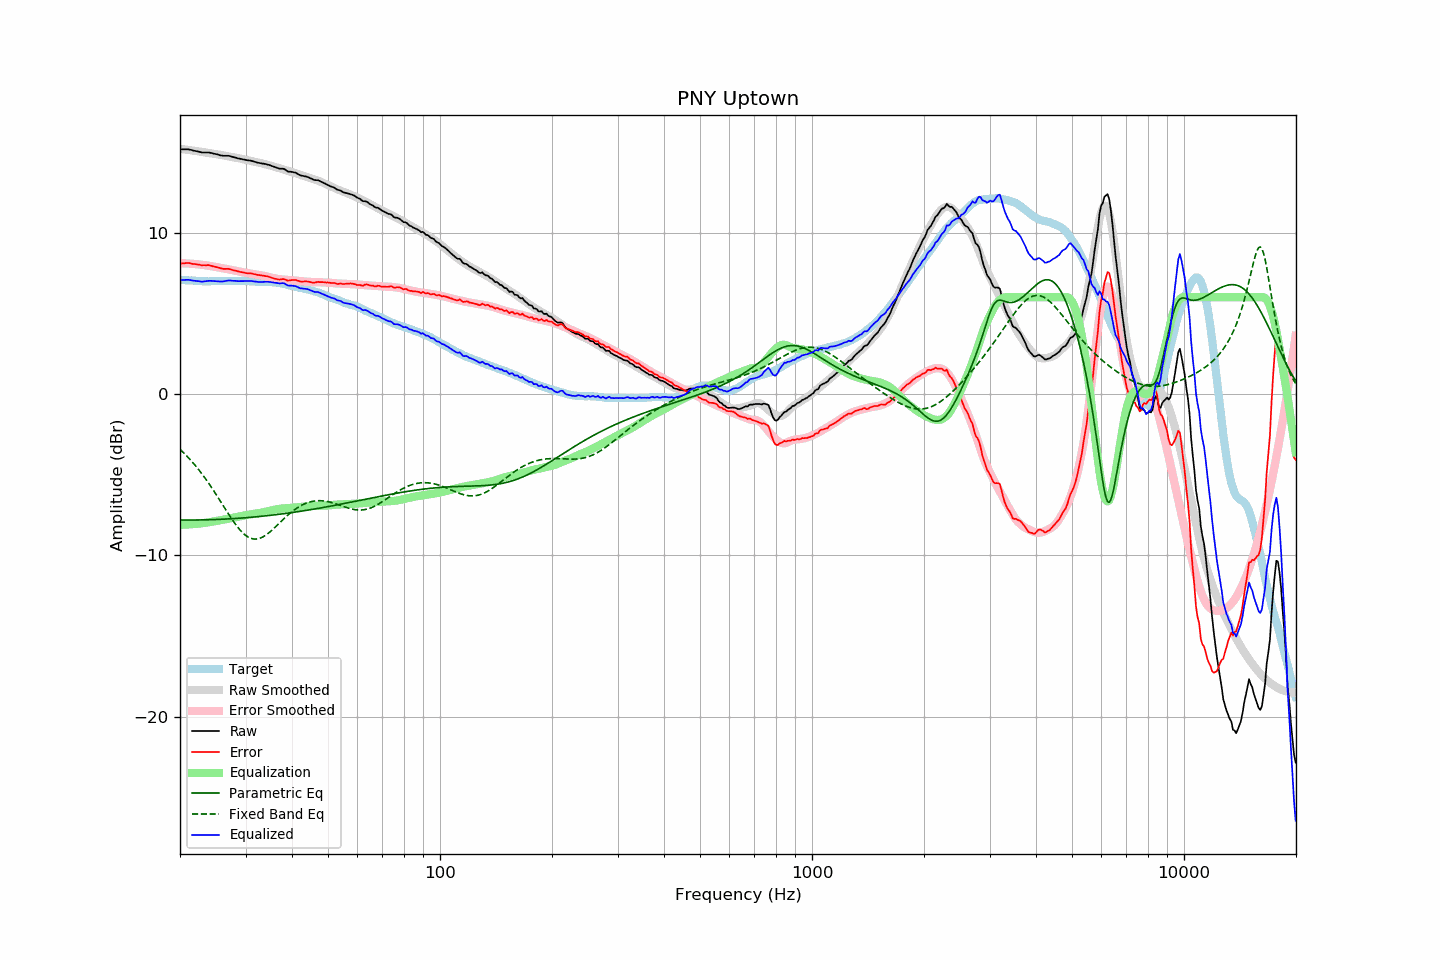 PNY Uptown
Amplitude (dBr)
10
0
−10
−20
Target
Raw Smoothed
Error Smoothed
Raw
Error
Equalization
Parametric Eq
Fixed Band Eq
Equalized
100
1000
10000
Frequency (Hz)